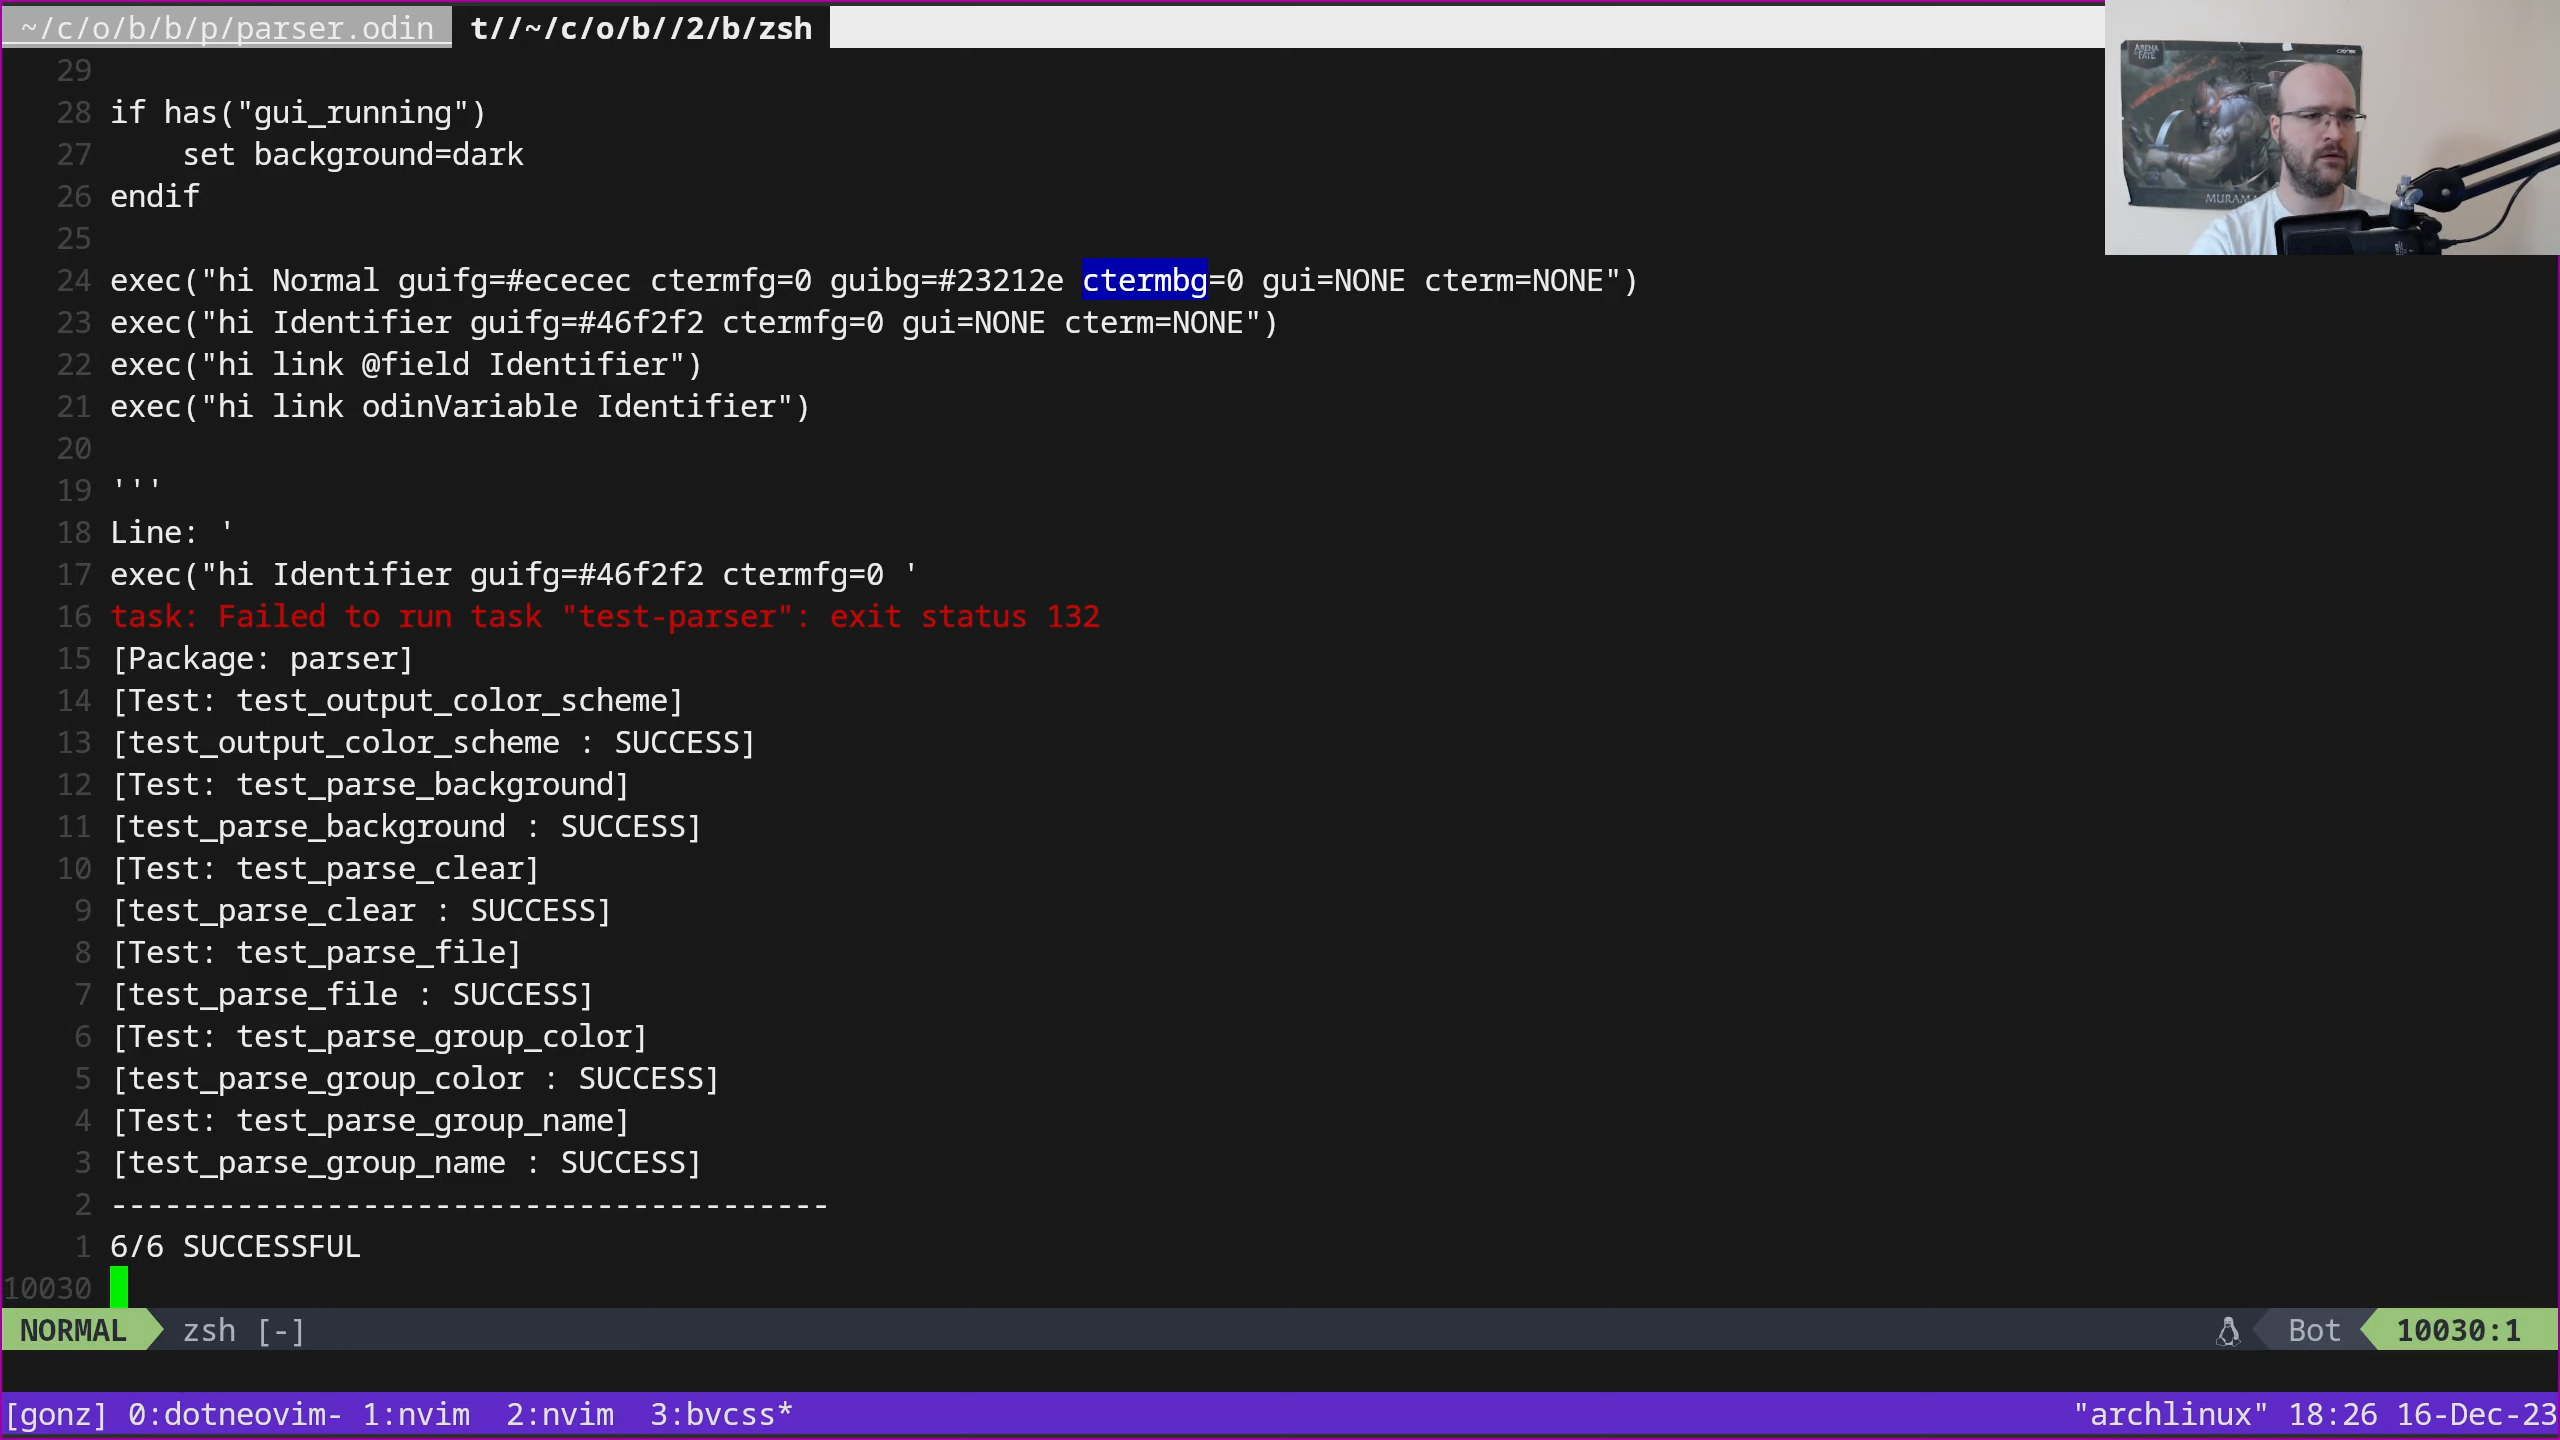 ~/c/o/b/b/p/parser.odin t//~/c/o/b//2/b/zsh
29
28 if has("gui_running")
27     set background=dark
26 endif
25
24 exec("hi Normal guifg=#ececec ctermfg=0 guibg=#23212e ctermbg=0 gui=NONE cterm=NONE")
23 exec("hi Identifier guifg=#46f2f2 ctermfg=0 gui=NONE cterm=NONE")
22 exec("hi link @field Identifier")
21 exec("hi link odinVariable Identifier")
20
19 '''
18 Line: '
17 exec("hi Identifier guifg=#46f2f2 ctermfg=0 '
16 task: Failed to run task "test-parser": exit status 132
15 [Package: parser]
14 [Test: test_output_color_scheme]
13 [test_output_color_scheme : SUCCESS]
12 [Test: test_parse_background]
11 [test_parse_background : SUCCESS]
10 [Test: test_parse_clear]
9 [test_parse_clear : SUCCESS]
8 [Test: test_parse_file]
7 [test_parse_file : SUCCESS]
6 [Test: test_parse_group_color]
5 [test_parse_group_color : SUCCESS]
4 [Test: test_parse_group_name]
3 [test_parse_group_name : SUCCESS]
2 ----------------------------------------
1 6/6 SUCCESSFUL
10030
NORMAL zsh [-] Bot 10030:1
[gonz] 0:dotneovim- 1:nvim  2:nvim  3:bvcss* "archlinux" 18:26 16-Dec-23
ARENA
FATE